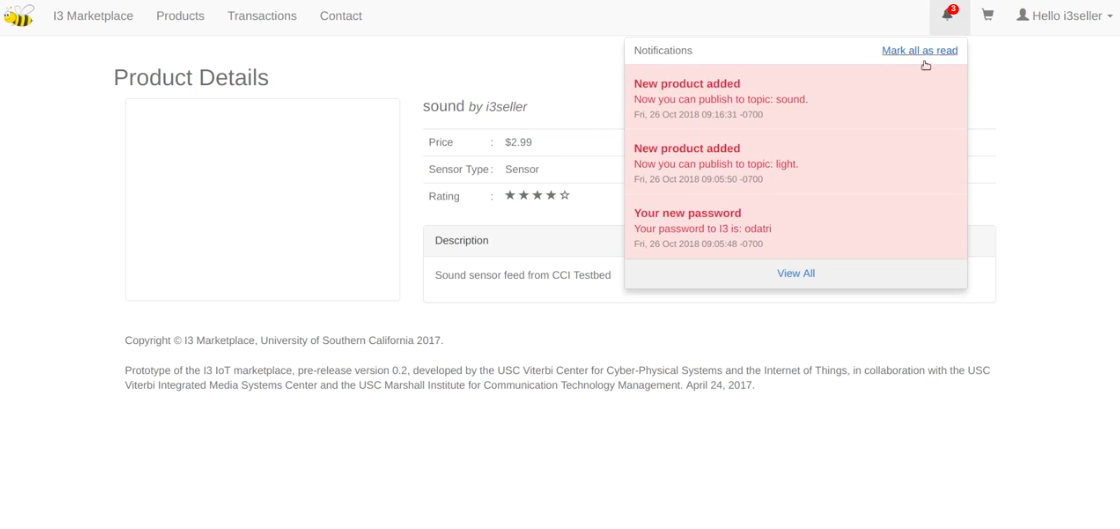 I3 Marketplace Products Transactions Contact 3 Hello i3seller
Notifications Mark all as read
New product added
Now you can publish to topic: sound.
Fri, 26 Oct 2018 09:16:31 -0700
New product added
Now you can publish to topic: light.
Fri, 26 Oct 2018 09:05:50 -0700
Your new password
Your password to I3 is: odatri
Fri, 26 Oct 2018 09:05:48 -0700
View All
Product Details
sound by i3seller
Price : $2.99
Sensor Type : Sensor
Rating : ★★★★☆
Description
Sound sensor feed from CCI Testbed
Copyright © I3 Marketplace, University of Southern California 2017.
Prototype of the I3 IoT marketplace, pre-release version 0.2, developed by the USC Viterbi Center for Cyber-Physical Systems and the Internet of Things, in collaboration with the USC
Viterbi Integrated Media Systems Center and the USC Marshall Institute for Communication Technology Management. April 24, 2017.